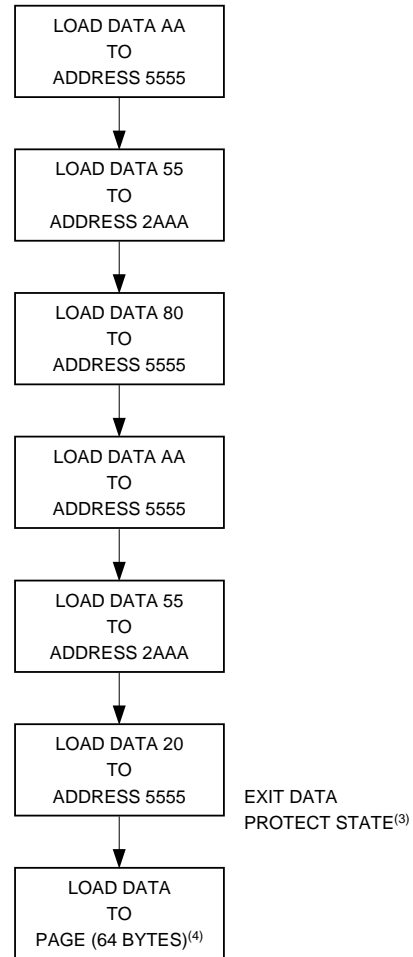 LOAD DATA AA
TO
ADDRESS 5555
LOAD DATA 55
TO
ADDRESS 2AAA
LOAD DATA 80
TO
ADDRESS 5555
LOAD DATA AA
TO
ADDRESS 5555
LOAD DATA 55
TO
ADDRESS 2AAA
LOAD DATA 20
TO
ADDRESS 5555
EXIT DATA
PROTECT STATE(3)
LOAD DATA
TO
PAGE (64 BYTES)(4)